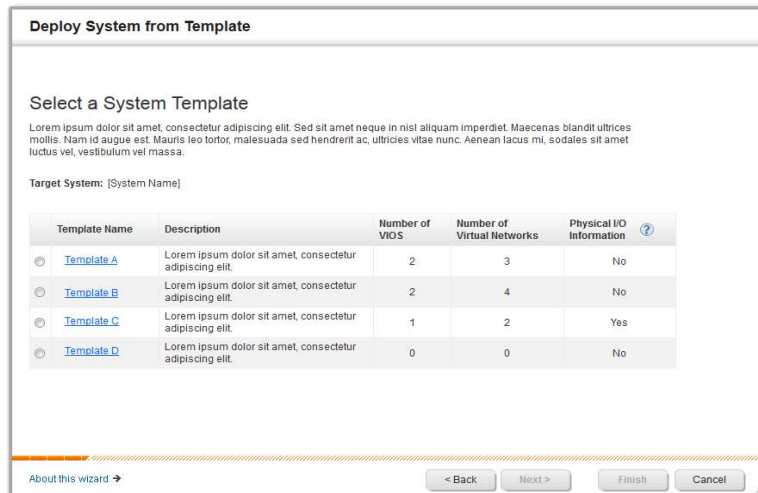 Deploy System from Template
Select a System Template
Lorem ipsum dolor sit amet, consectetur adipiscing elit. Sed sit amet neque in nisl aliquam imperdiet. Maecenas blandit ultrices
mollis. Nam id augue est. Mauris leo tortor, malesuada sed hendrerit ac, ultricies vitae nunc. Aenean lacus mi, sodales sit amet
luctus vel, vestibulum vel massa.
Target System: [System Name]
Template Name Description Number of VIOS Number of Virtual Networks Physical I/O Information ?
Template A Lorem ipsum dolor sit amet, consectetur adipiscing elit. 2 3 No
Template B Lorem ipsum dolor sit amet, consectetur adipiscing elit. 2 4 No
Template C Lorem ipsum dolor sit amet, consectetur adipiscing elit. 1 2 Yes
Template D Lorem ipsum dolor sit amet, consectetur adipiscing elit. 0 0 No
About this wizard → < Back Next > Finish Cancel